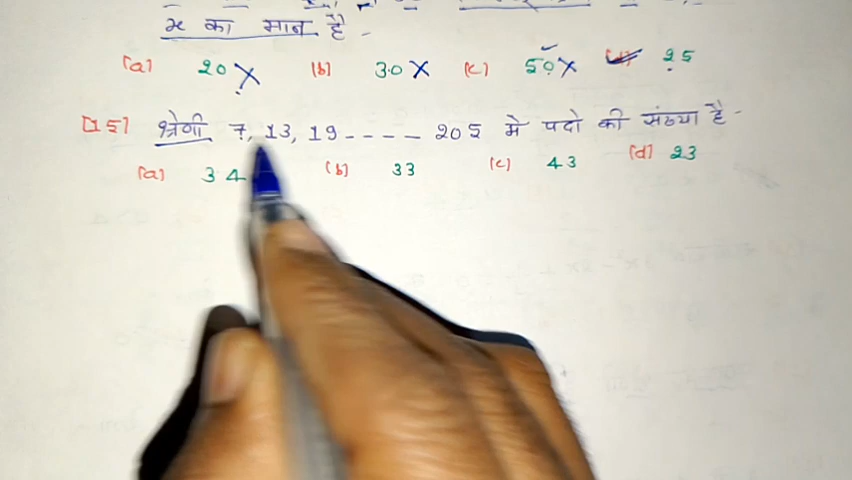 x का मान है -
(a) 20 X (b) 30 X (c) 50 X (d) 25
[15] श्रेणी 7, 13, 19 ---- 205 मे पदो की संख्या है -
(a) 34 (b) 33 (c) 43 (d) 23